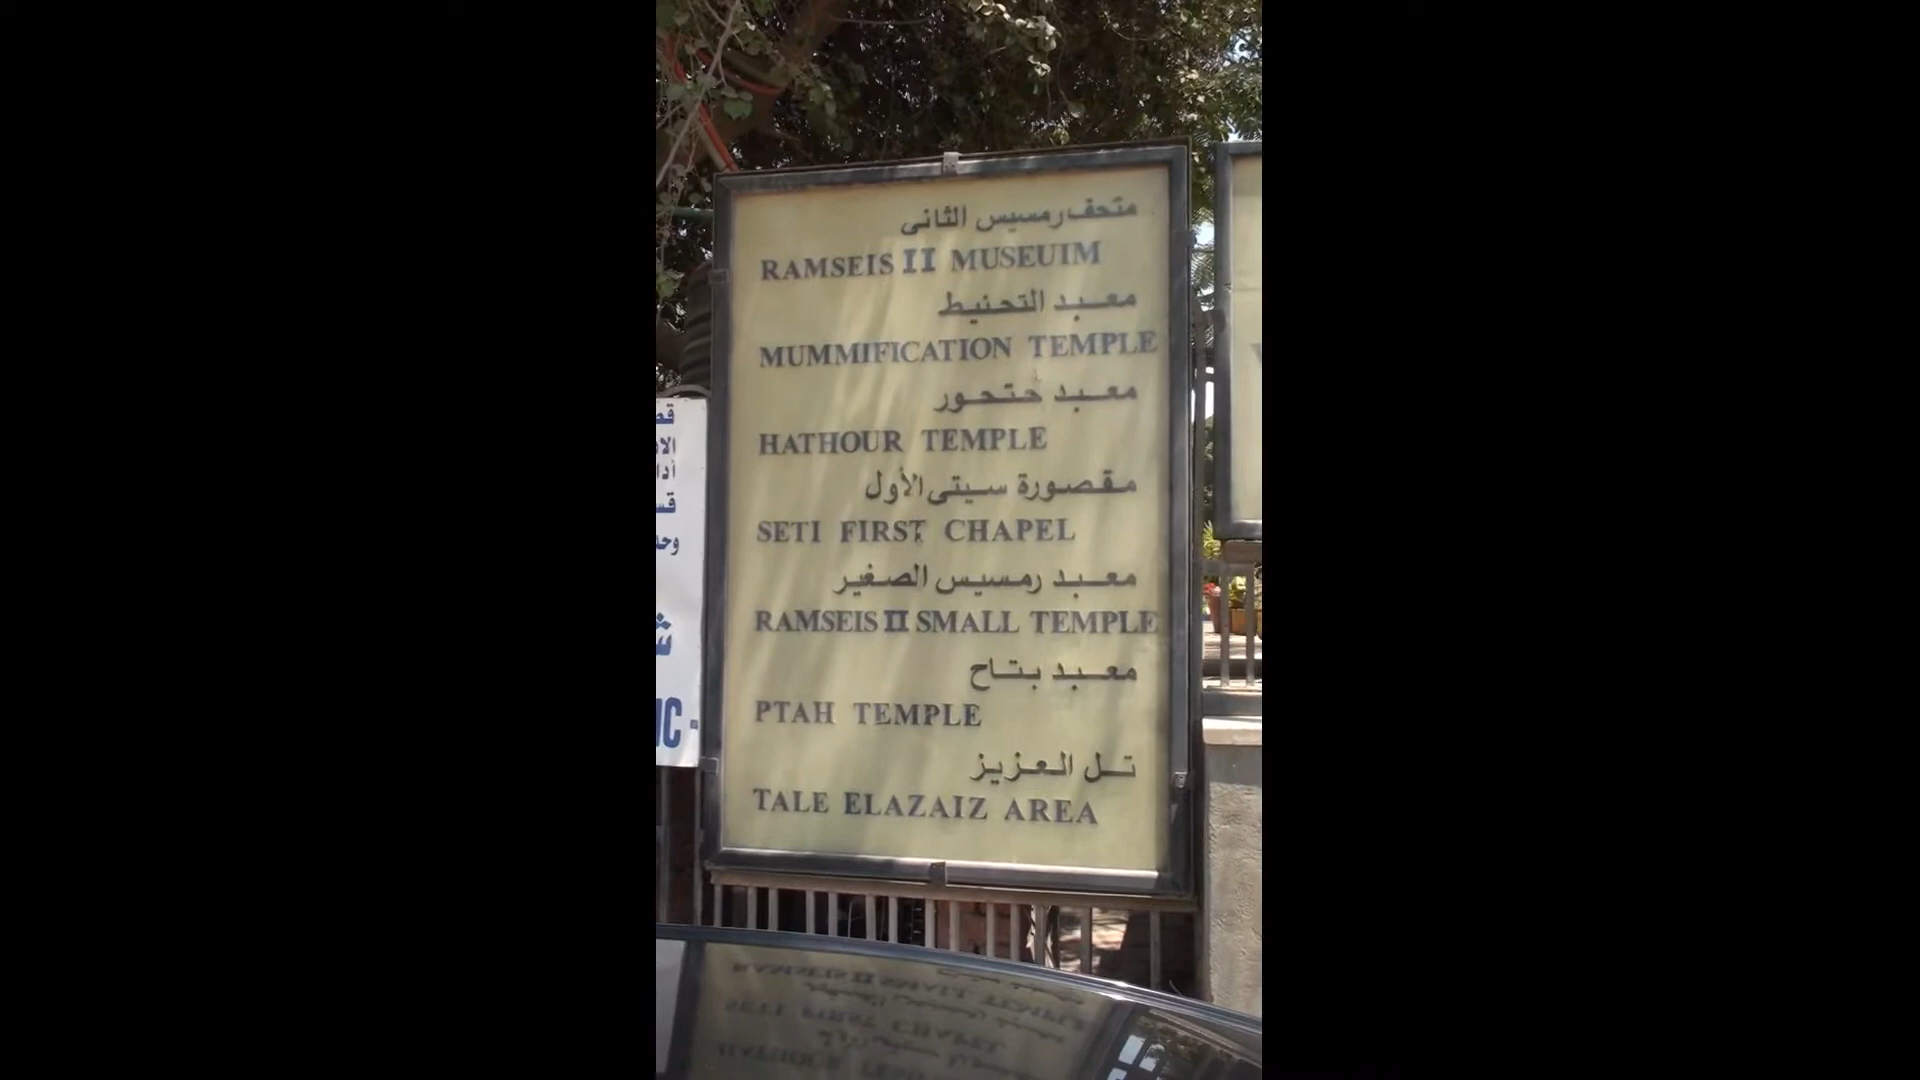 متحف رمسيس الثانى
RAMSEIS II MUSEUIM
معبد التحنيط
MUMMIFICATION TEMPLE
معبد حتحور
HATHOUR TEMPLE
مقصورة سيتى الأول
SETI FIRST CHAPEL
معبد رمسيس الصغير
RAMSEIS II SMALL TEMPLE
معبد بتاح
PTAH TEMPLE
تل العزيز
TALE ELAZAIZ AREA